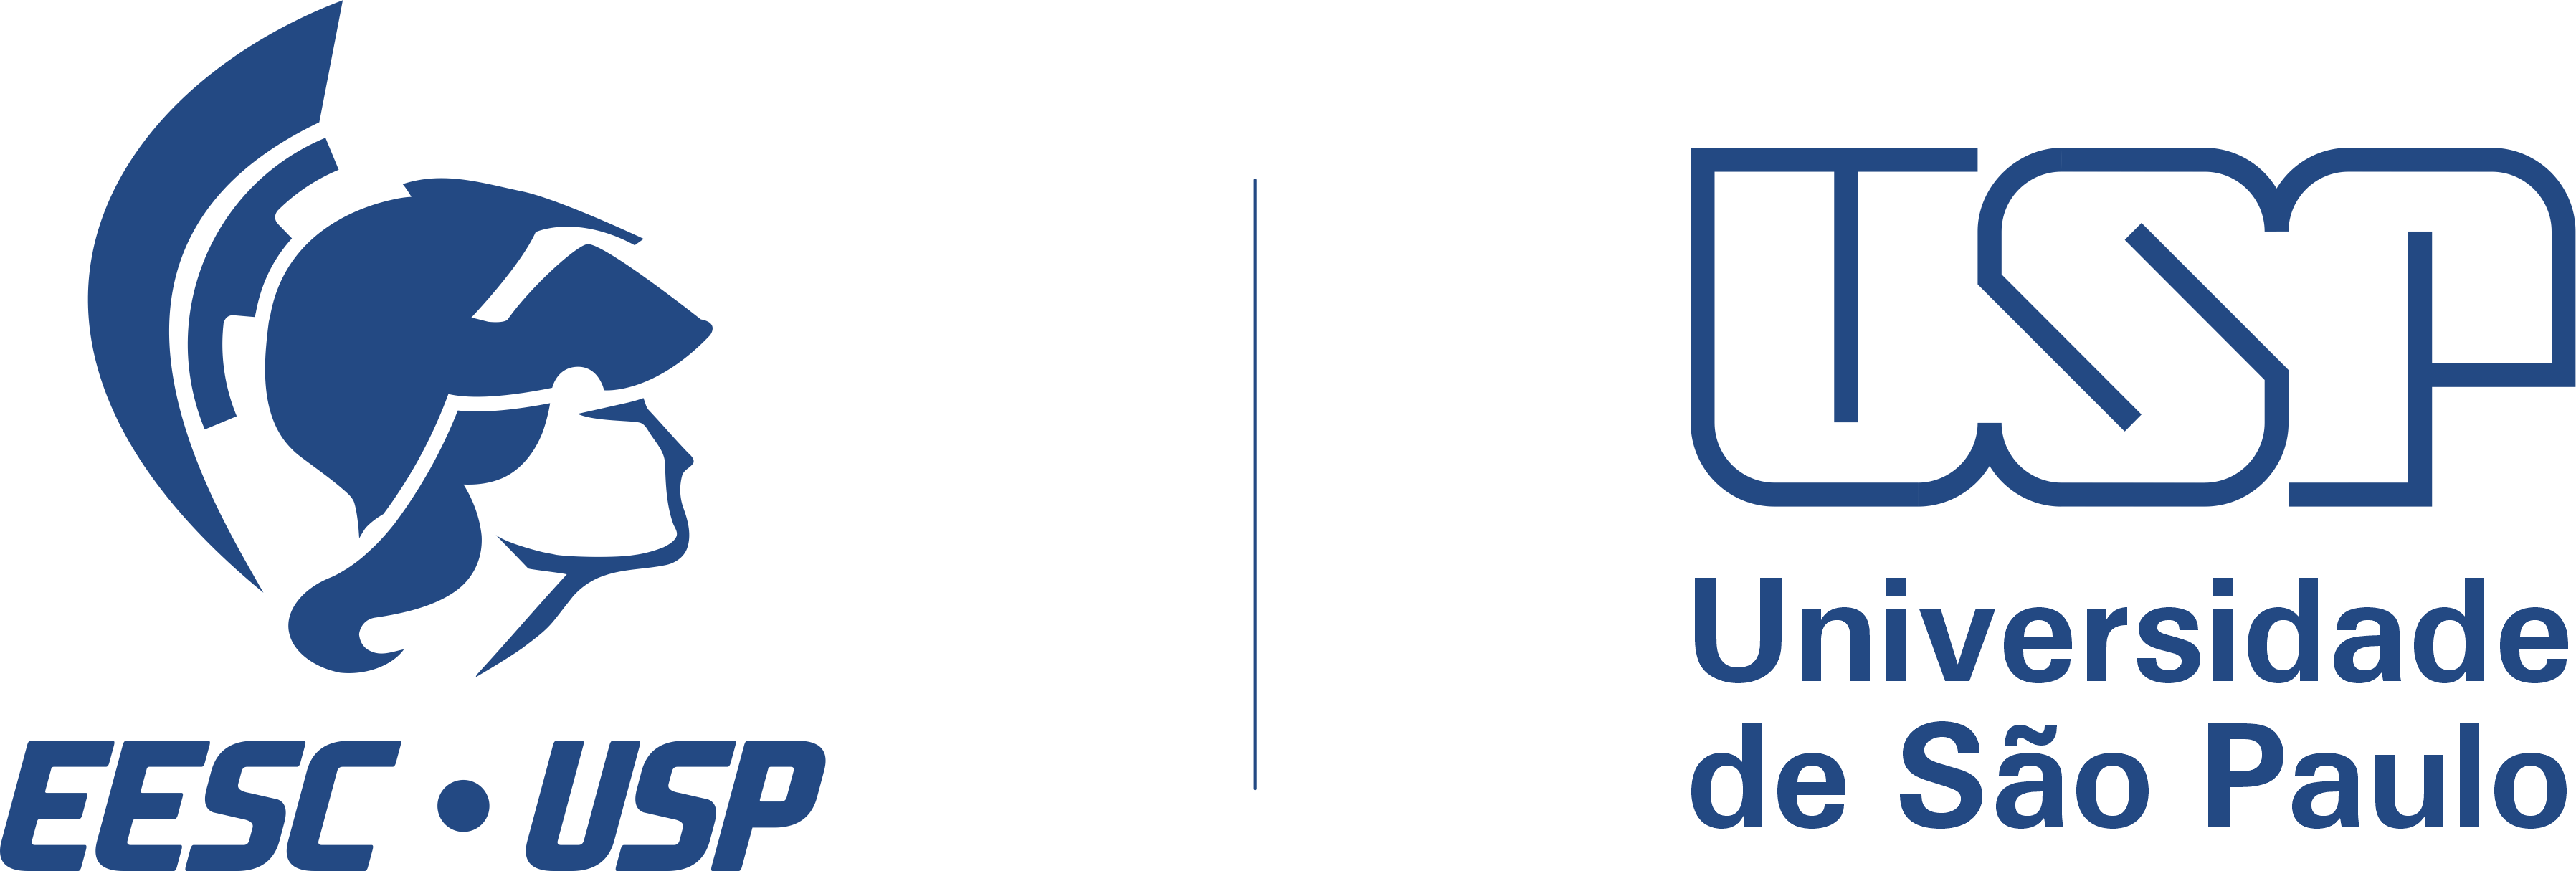 EESC • USP
USP
Universidade
de São Paulo